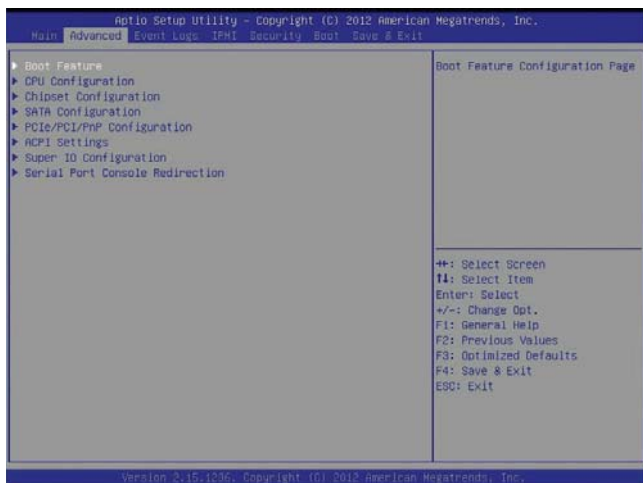 Aptio Setup Utility - Copyright (C) 2012 American Megatrends, Inc.
Main Advanced Event Logs IPMI Security Boot Save & Exit
▶ Boot Feature
▶ CPU Configuration
▶ Chipset Configuration
▶ SATA Configuration
▶ PCIe/PCI/PnP Configuration
▶ ACPI Settings
▶ Super IO Configuration
▶ Serial Port Console Redirection
Boot Feature Configuration Page
→←: Select Screen
↑↓: Select Item
Enter: Select
+/-: Change Opt.
F1: General Help
F2: Previous Values
F3: Optimized Defaults
F4: Save & Exit
ESC: Exit
Version 2.15.1236. Copyright (C) 2012 American Megatrends, Inc.